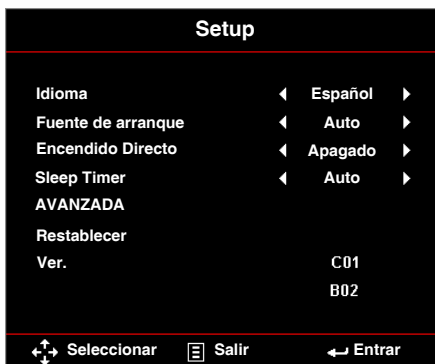 Setup
Idioma Español
Fuente de arranque Auto
Encendido Directo Apagado
Sleep Timer Auto
AVANZADA
Restablecer
Ver. C01
B02
Seleccionar Salir Entrar